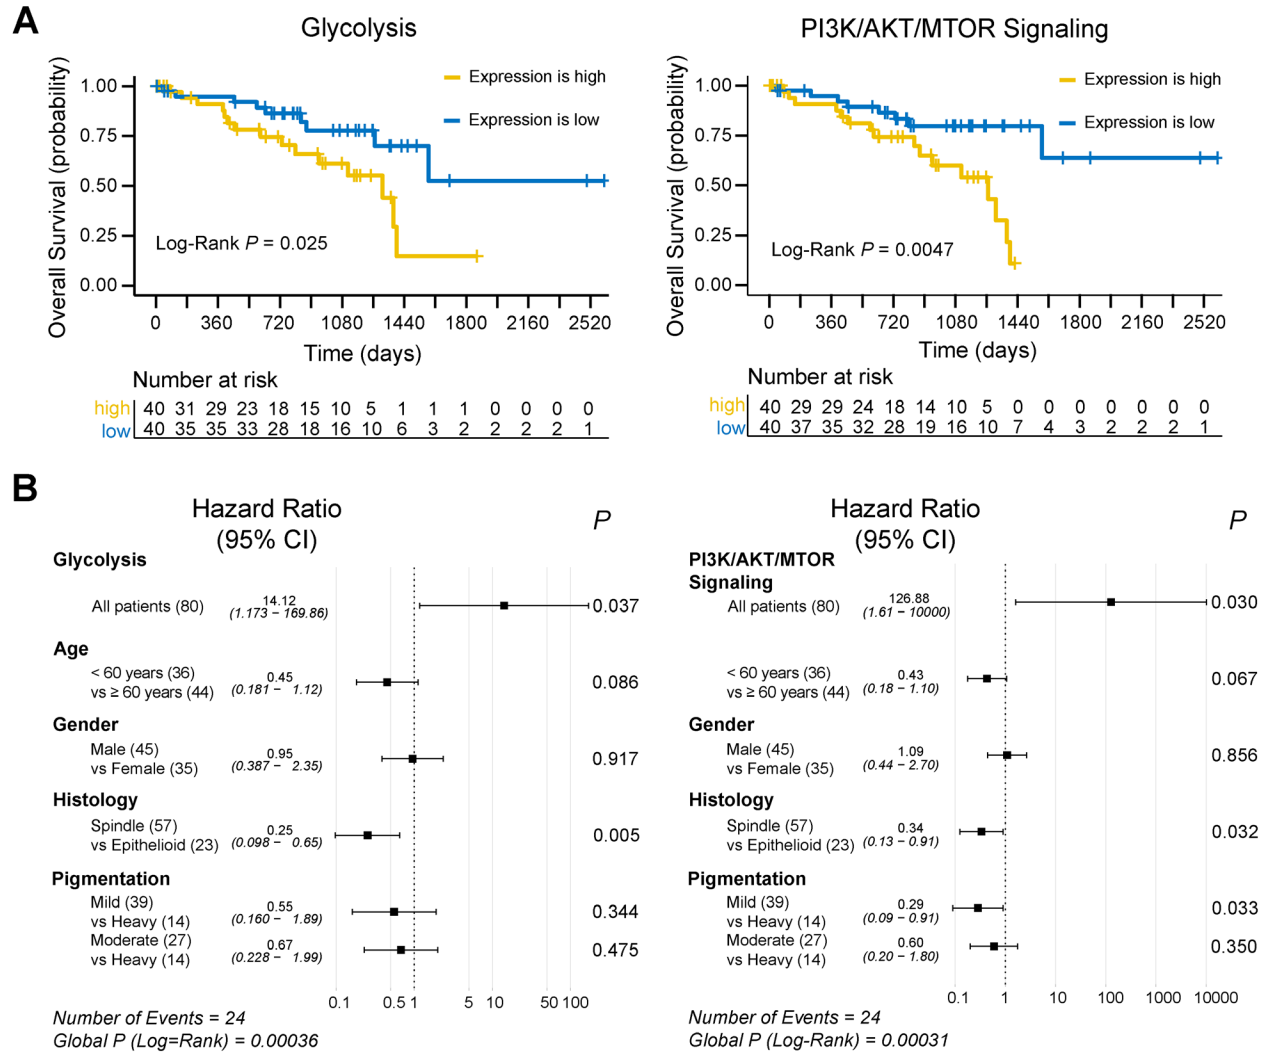 A
Glycolysis
Overall Survival (probability)
1.00
0.75
0.50
0.25
0.00
Expression is high
Expression is low
Log-Rank P = 0.025
0 360 720 1080 1440 1800 2160 2520
Time (days)
Number at risk
high 40 31 29 23 18 15 10 5 1 1 1 0 0 0 0
low 40 35 35 33 28 18 16 10 6 3 2 2 2 2 1
PI3K/AKT/MTOR Signaling
Overall Survival (probability)
1.00
0.75
0.50
0.25
0.00
Expression is high
Expression is low
Log-Rank P = 0.0047
0 360 720 1080 1440 1800 2160 2520
Time (days)
Number at risk
high 40 29 29 24 18 14 10 5 0 0 0 0 0 0 0
low 40 37 35 32 28 19 16 10 7 4 3 2 2 2 1
B
Hazard Ratio
(95% CI)
P
Glycolysis
All patients (80) 14.12 0.037
(1.173 – 169.86)
Age
< 60 years (36) 0.45 0.086
vs ≥ 60 years (44) (0.181 – 1.12)
Gender
Male (45) 0.95 0.917
vs Female (35) (0.387 – 2.35)
Histology
Spindle (57) 0.25 0.005
vs Epithelioid (23) (0.098 – 0.65)
Pigmentation
Mild (39) 0.55 0.344
vs Heavy (14) (0.160 – 1.89)
Moderate (27) 0.67 0.475
vs Heavy (14) (0.228 – 1.99)
0.1 0.5 1 5 10 50 100
Number of Events = 24
Global P (Log=Rank) = 0.00036
Hazard Ratio
(95% CI)
P
PI3K/AKT/MTOR
Signaling
All patients (80) 126.88 0.030
(1.61 – 10000)
< 60 years (36) 0.43 0.067
vs ≥ 60 years (44) (0.18 – 1.10)
Gender
Male (45) 1.09 0.856
vs Female (35) (0.44 – 2.70)
Histology
Spindle (57) 0.34 0.032
vs Epithelioid (23) (0.13 – 0.91)
Pigmentation
Mild (39) 0.29 0.033
vs Heavy (14) (0.09 – 0.91)
Moderate (27) 0.60 0.350
vs Heavy (14) (0.20 – 1.80)
0.1 1 10 100 1000 10000
Number of Events = 24
Global P (Log-Rank) = 0.00031